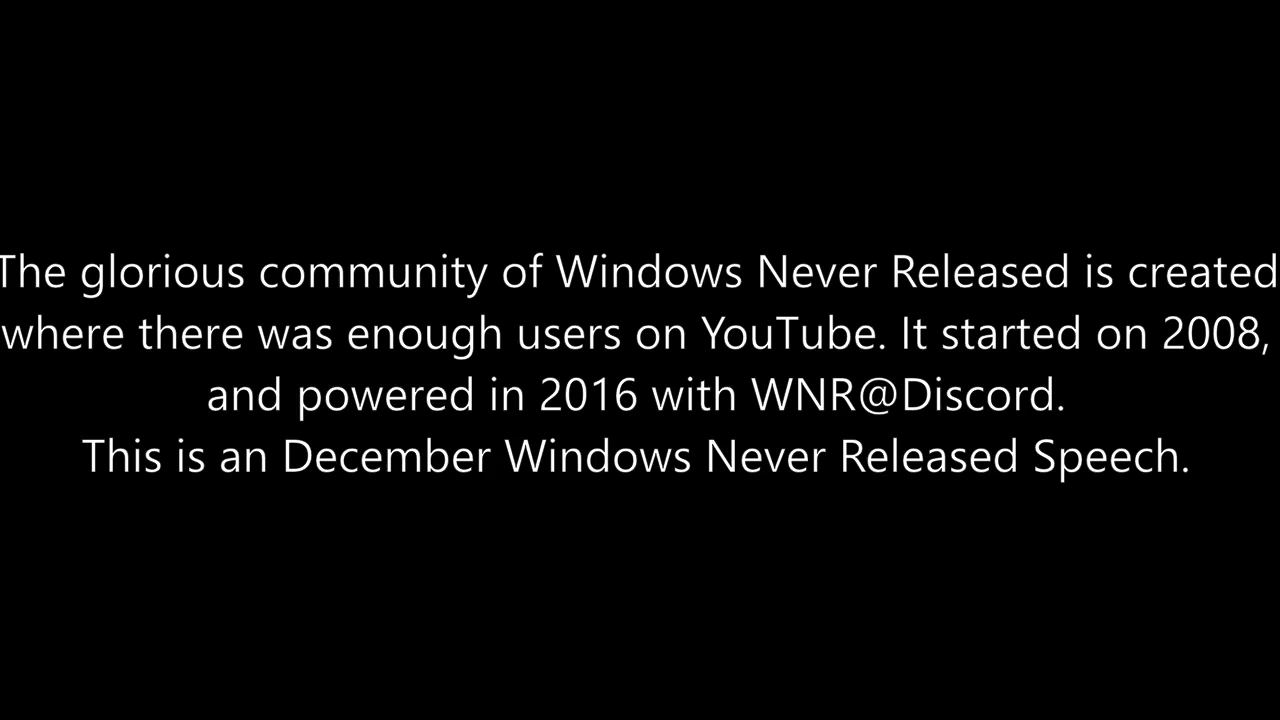 The glorious community of Windows Never Released is created
where there was enough users on YouTube. It started on 2008,
and powered in 2016 with WNR@Discord.
This is an December Windows Never Released Speech.